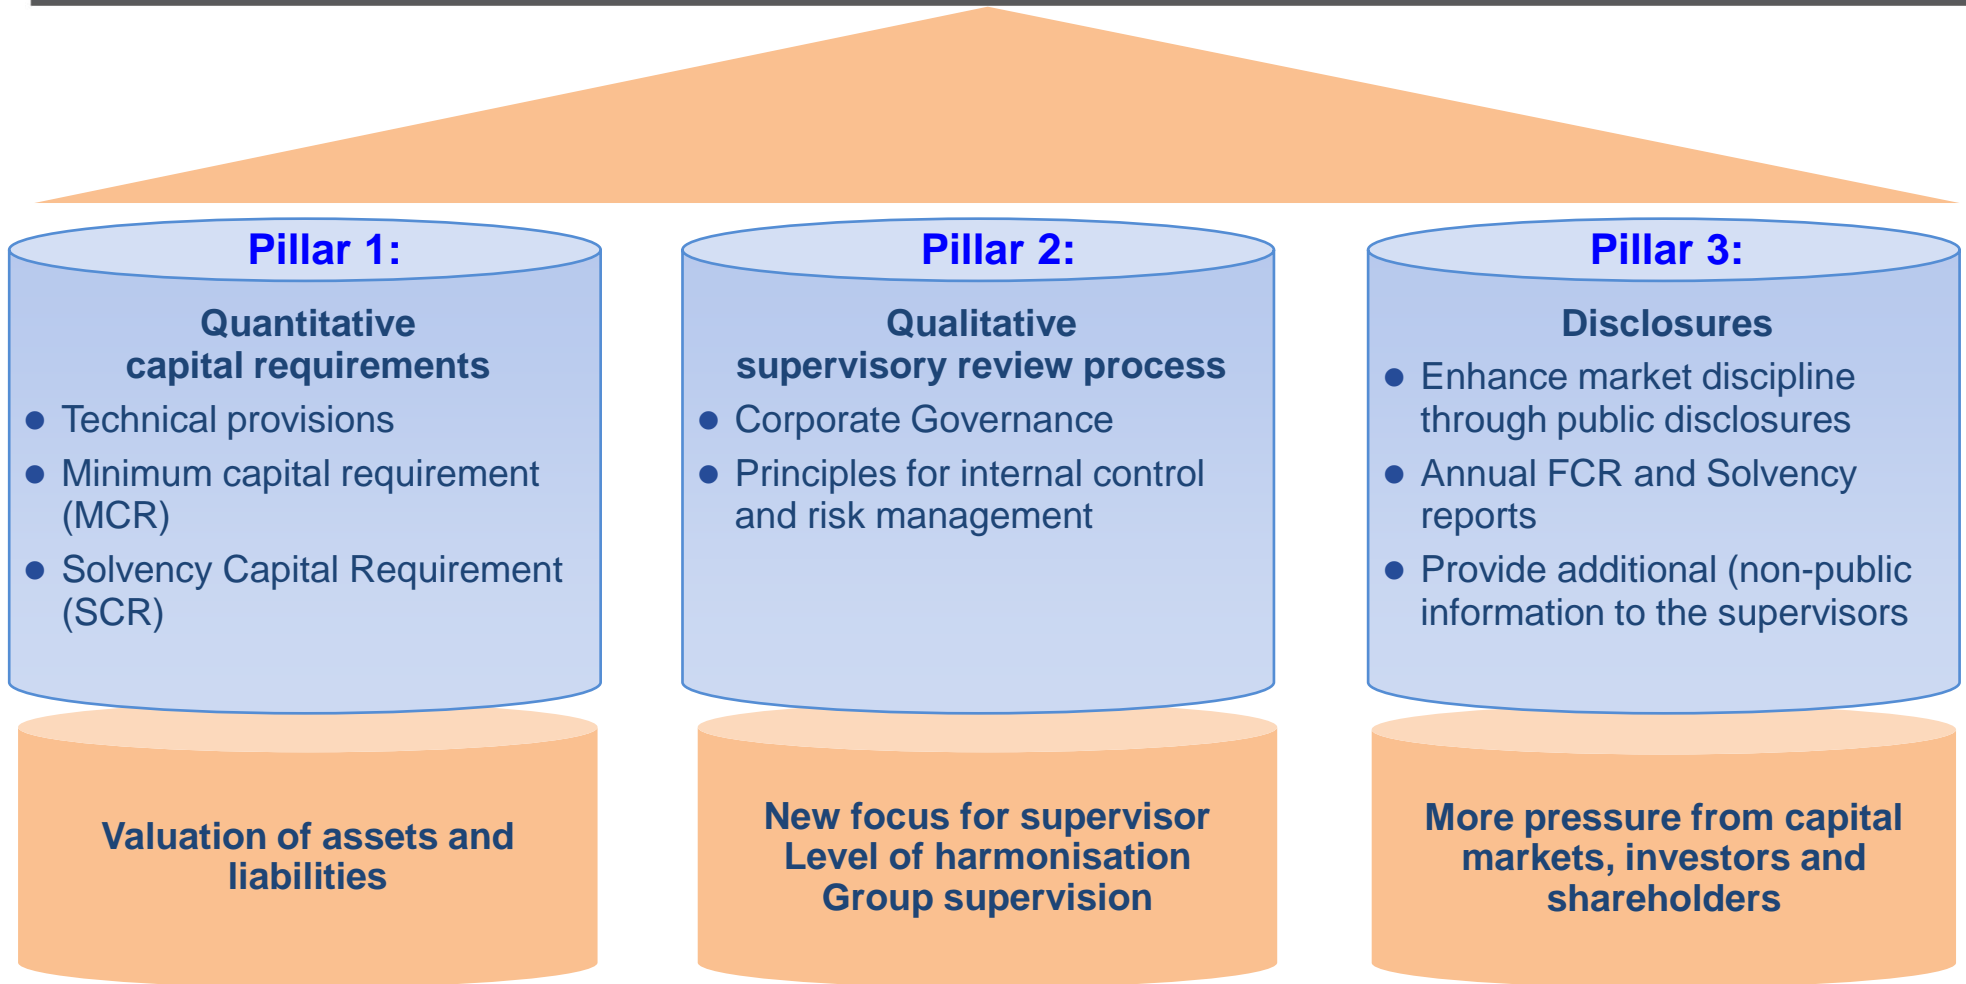 Pillar 1:
Quantitative
capital requirements
● Technical provisions
● Minimum capital requirement
(MCR)
● Solvency Capital Requirement
(SCR)
Valuation of assets and
liabilities
Pillar 2:
Qualitative
supervisory review process
● Corporate Governance
● Principles for internal control
and risk management
New focus for supervisor
Level of harmonisation
Group supervision
Pillar 3:
Disclosures
● Enhance market discipline
through public disclosures
● Annual FCR and Solvency
reports
● Provide additional (non-public
information to the supervisors
More pressure from capital
markets, investors and
shareholders